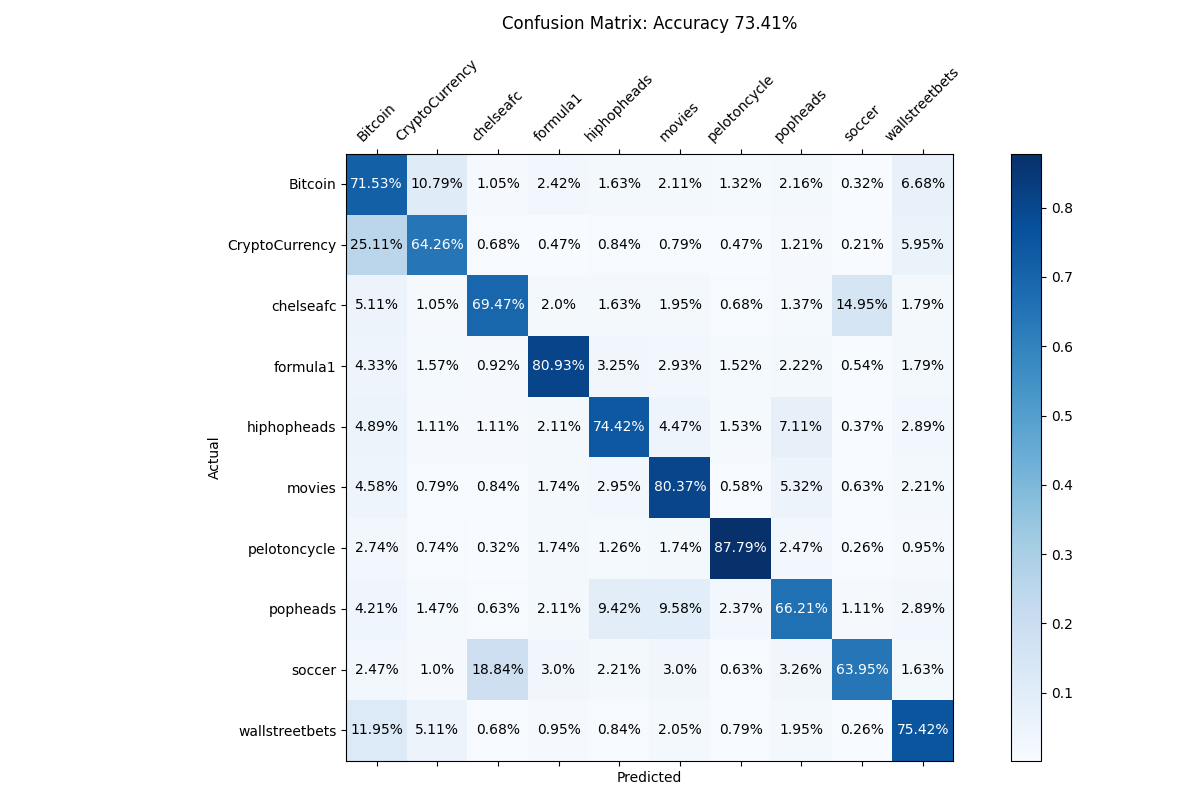 Confusion Matrix: Accuracy 73.41%
Bitcoin CryptoCurrency chelseafc formula1 hiphopheads movies pelotoncycle popheads soccer wallstreetbets
Bitcoin 71.53% 10.79% 1.05% 2.42% 1.63% 2.11% 1.32% 2.16% 0.32% 6.68%
CryptoCurrency 25.11% 64.26% 0.68% 0.47% 0.84% 0.79% 0.47% 1.21% 0.21% 5.95%
chelseafc 5.11% 1.05% 69.47% 2.0% 1.63% 1.95% 0.68% 1.37% 14.95% 1.79%
formula1 4.33% 1.57% 0.92% 80.93% 3.25% 2.93% 1.52% 2.22% 0.54% 1.79%
hiphopheads 4.89% 1.11% 1.11% 2.11% 74.42% 4.47% 1.53% 7.11% 0.37% 2.89%
movies 4.58% 0.79% 0.84% 1.74% 2.95% 80.37% 0.58% 5.32% 0.63% 2.21%
pelotoncycle 2.74% 0.74% 0.32% 1.74% 1.26% 1.74% 87.79% 2.47% 0.26% 0.95%
popheads 4.21% 1.47% 0.63% 2.11% 9.42% 9.58% 2.37% 66.21% 1.11% 2.89%
soccer 2.47% 1.0% 18.84% 3.0% 2.21% 3.0% 0.63% 3.26% 63.95% 1.63%
wallstreetbets 11.95% 5.11% 0.68% 0.95% 0.84% 2.05% 0.79% 1.95% 0.26% 75.42%
Actual
Predicted
0.8
0.7
0.6
0.5
0.4
0.3
0.2
0.1